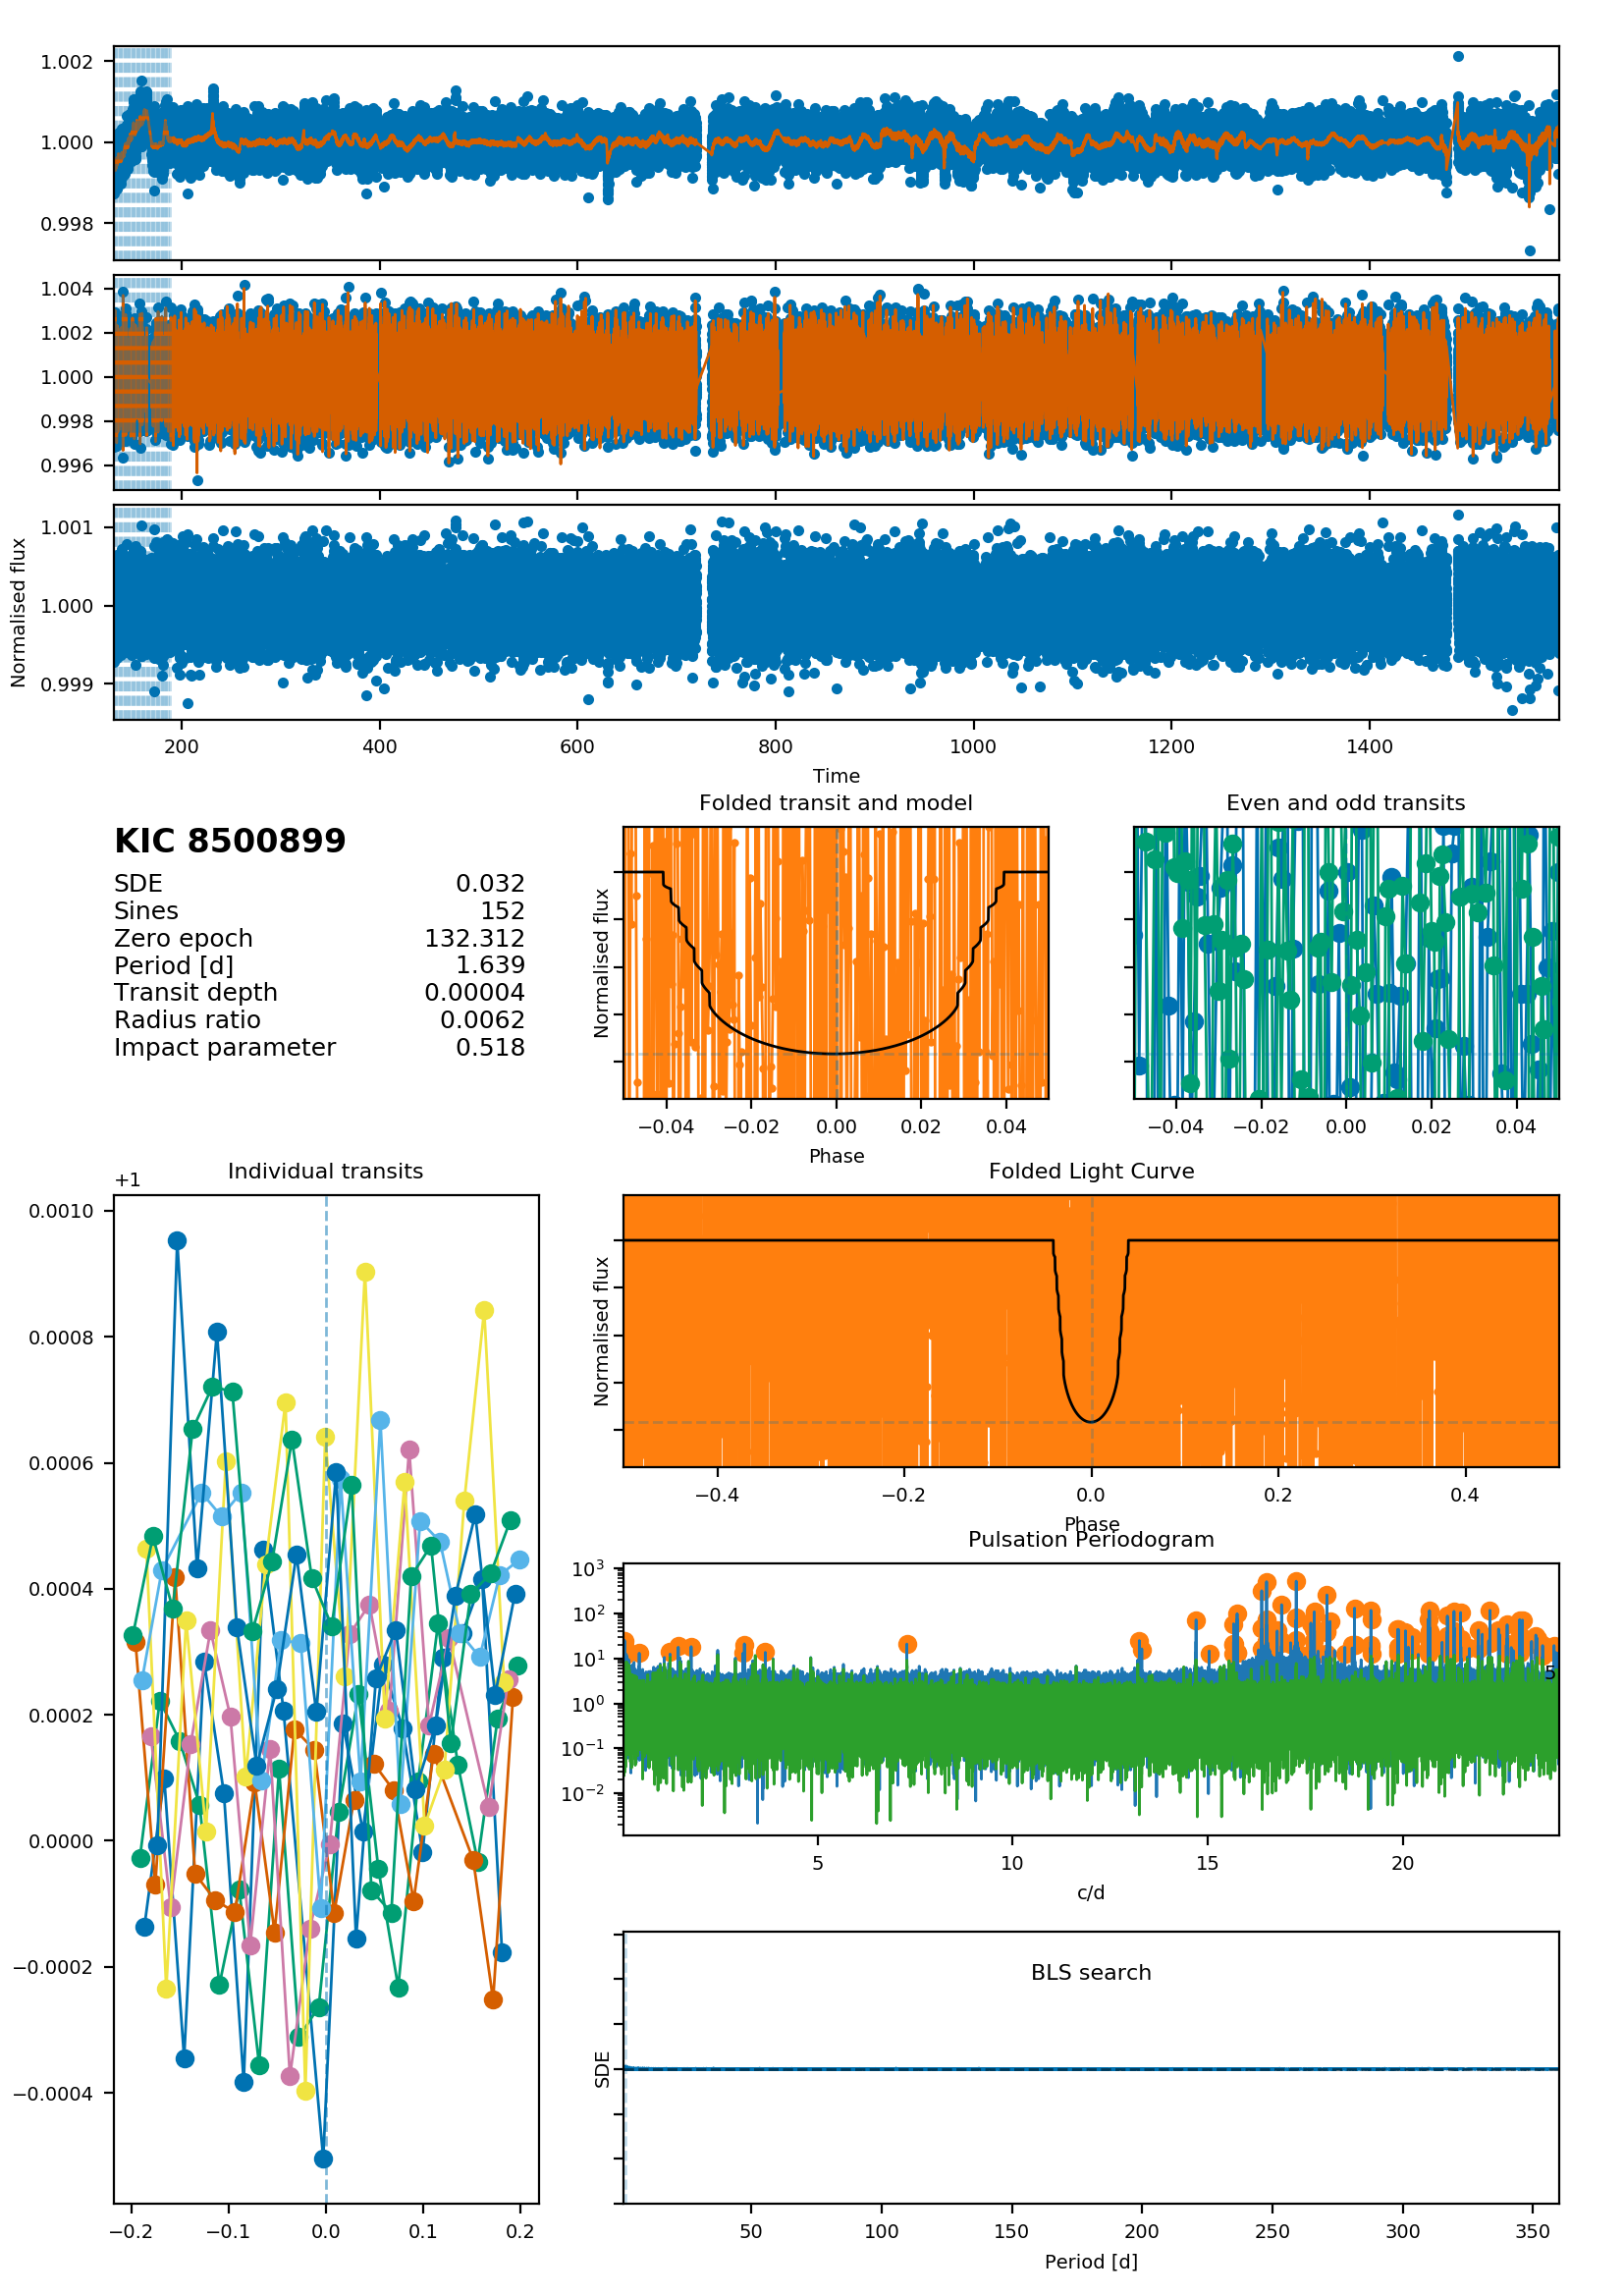 1.002
1.000
0.998
1.004
1.002
1.000
0.998
0.996
1.001
1.000
0.999
Normalised flux
200 400 600 800 1000 1200 1400
Time
KIC 8500899
SDE 0.032
Sines 152
Zero epoch 132.312
Period [d] 1.639
Transit depth 0.00004
Radius ratio 0.0062
Impact parameter 0.518
Folded transit and model
Normalised flux
−0.04 −0.02 0.00 0.02 0.04
Phase
Even and odd transits
−0.04 −0.02 0.00 0.02 0.04
Individual transits
+1
0.0010
0.0008
0.0006
0.0004
0.0002
0.0000
−0.0002
−0.0004
−0.2 −0.1 0.0 0.1 0.2
Folded Light Curve
Normalised flux
−0.4 −0.2 0.0 0.2 0.4
Phase
Pulsation Periodogram
10³
10²
10¹
10⁰
10⁻¹
10⁻²
5
5 10 15 20
c/d
BLS search
SDE
50 100 150 200 250 300 350
Period [d]